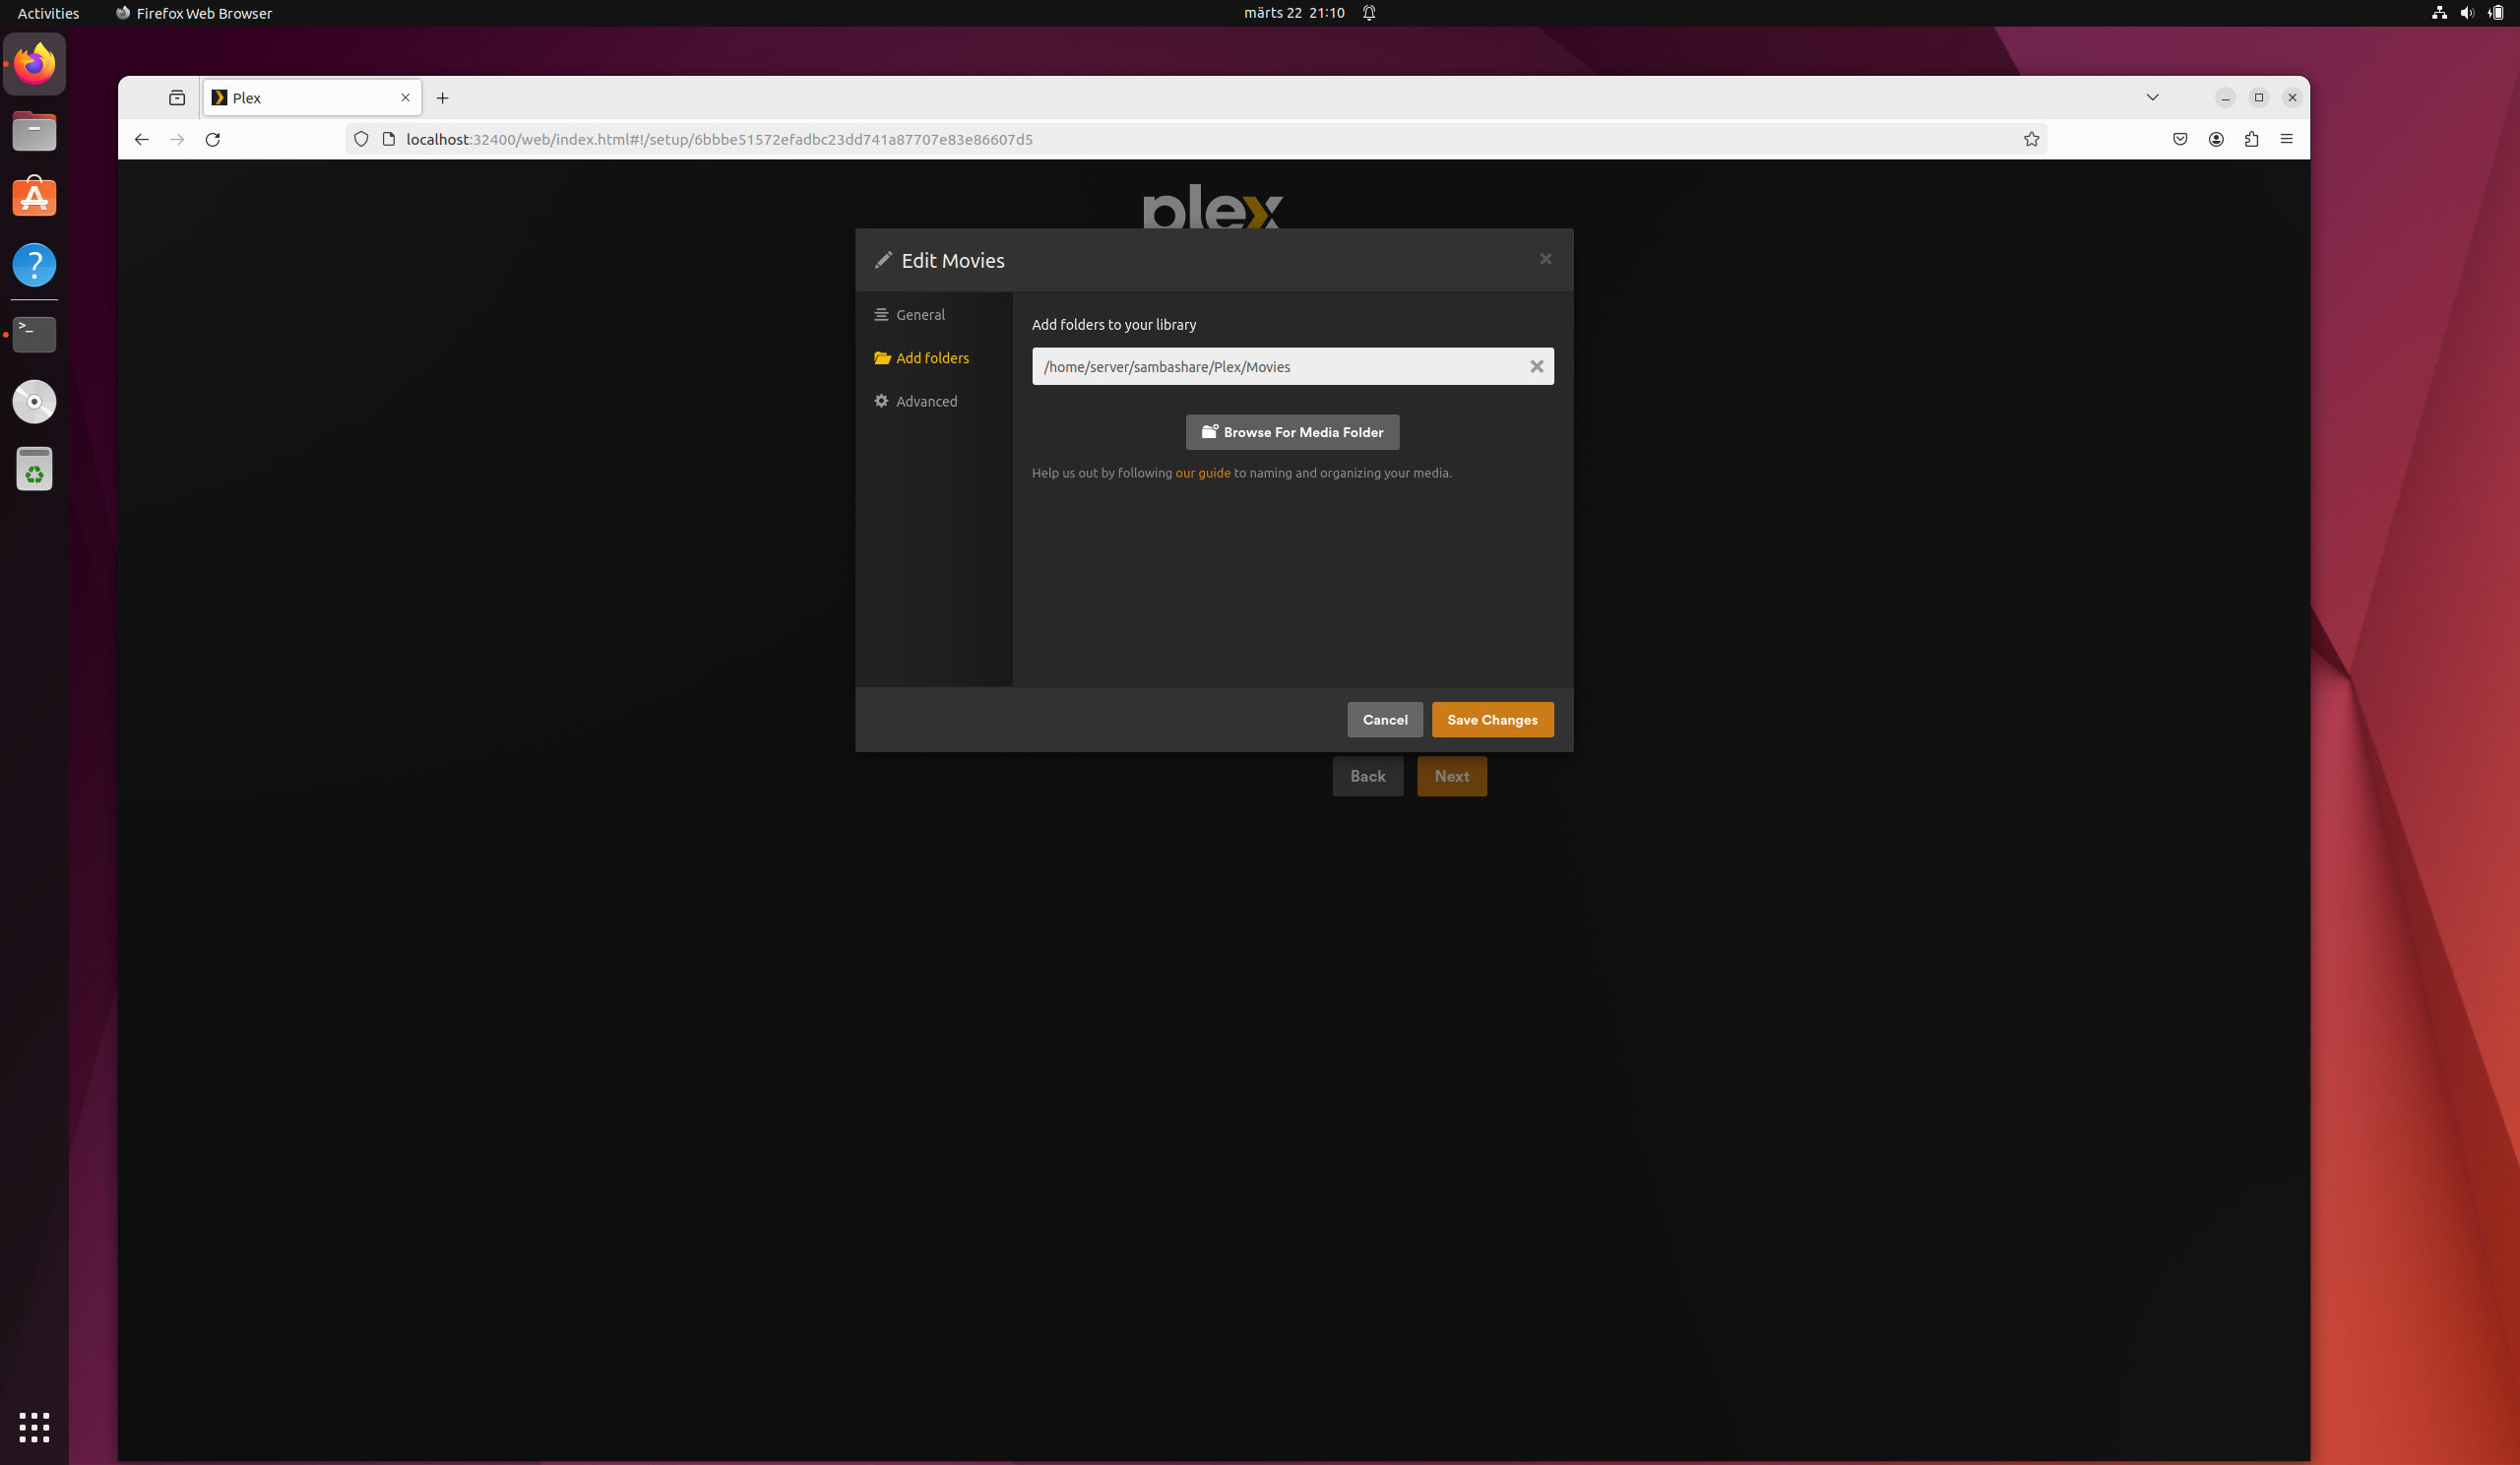 Activities
Firefox Web Browser
märts 22 21:10
Plex
localhost:32400/web/index.html#!/setup/6bbbe51572efadbc23dd741a87707e83e86607d5
plex
Edit Movies
General
Add folders
Advanced
Add folders to your library
/home/server/sambashare/Plex/Movies
Browse For Media Folder
Help us out by following our guide to naming and organizing your media.
Cancel
Save Changes
Back
Next